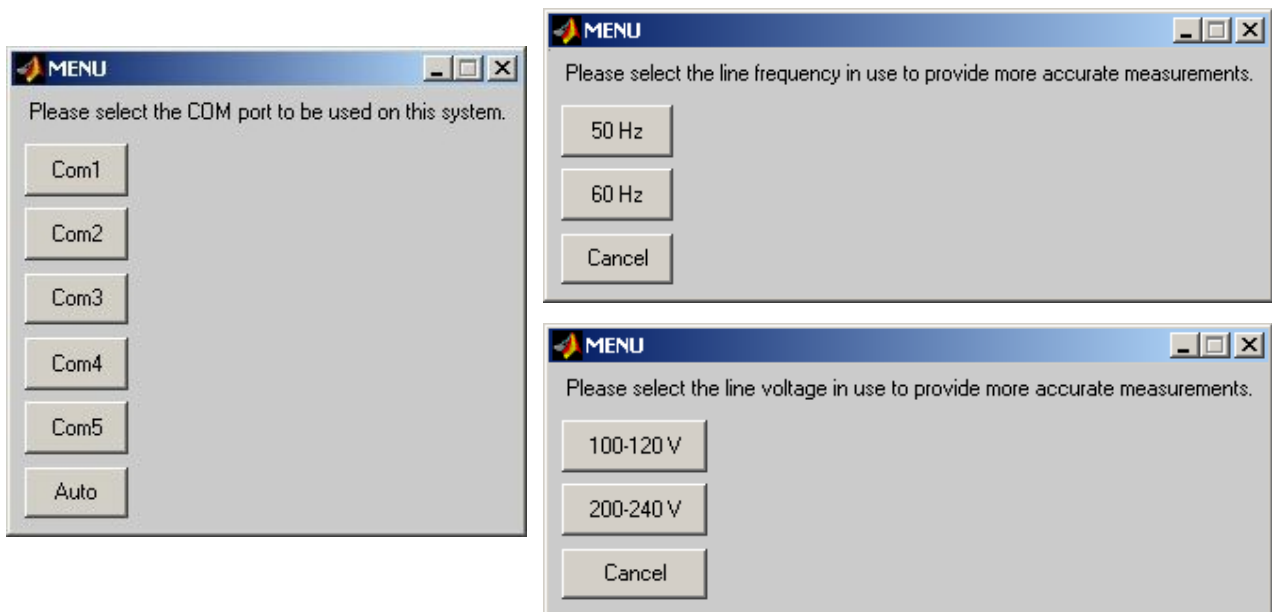 MENU
Please select the COM port to be used on this system.
Com1
Com2
Com3
Com4
Com5
Auto
MENU
Please select the line frequency in use to provide more accurate measurements.
50 Hz
60 Hz
Cancel
MENU
Please select the line voltage in use to provide more accurate measurements.
100-120 V
200-240 V
Cancel